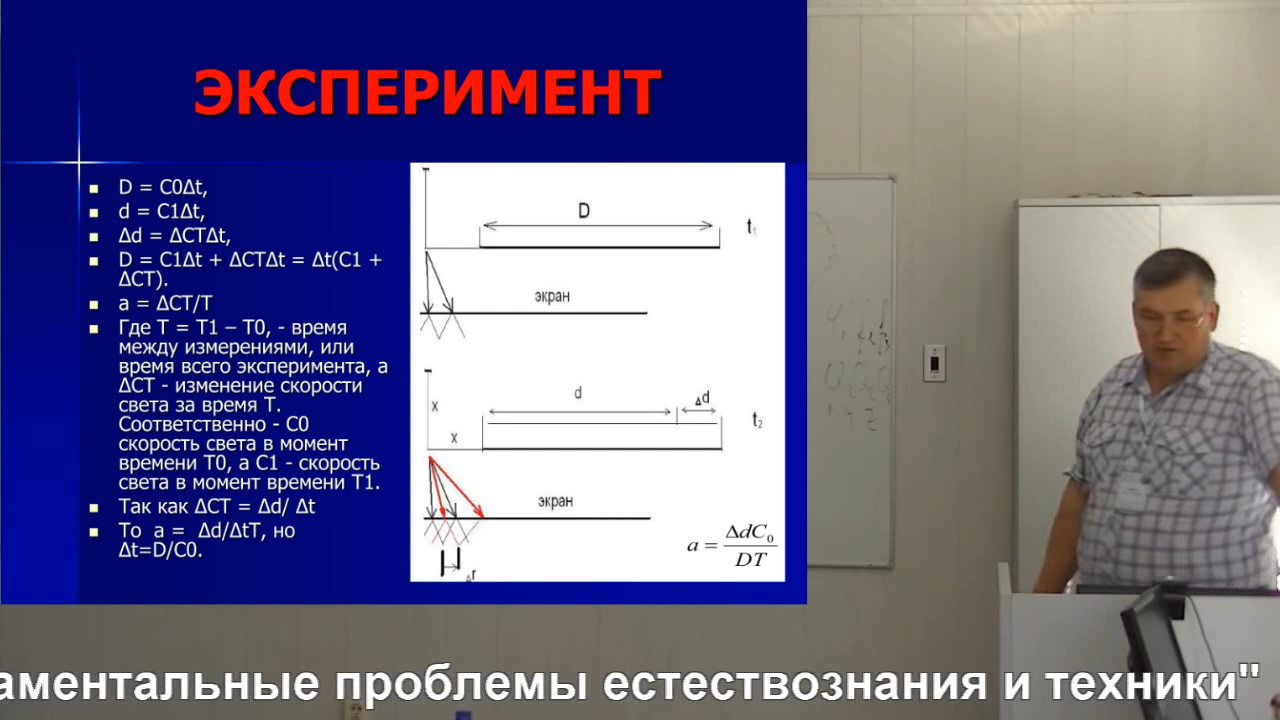 ЭКСПЕРИМЕНТ
D = C0Δt,
d = C1Δt,
Δd = ΔCTΔt,
D = C1Δt + ΔCTΔt = Δt(C1 +
ΔCT).
a = ΔCT/T
Где T = T1 – T0, - время
между измерениями, или
время всего эксперимента, а
ΔCT - изменение скорости
света за время T.
Соответственно - C0
скорость света в момент
времени T0, а C1 - скорость
света в момент времени T1.
Так как ΔCT = Δd/ Δt
То a = Δd/ΔtT, но
Δt=D/C0.
D
t₁
экран
d
Δd
x
t₂
x
экран
a = ΔdC₀/DT
Δr
аментальные проблемы естествознания и техники"